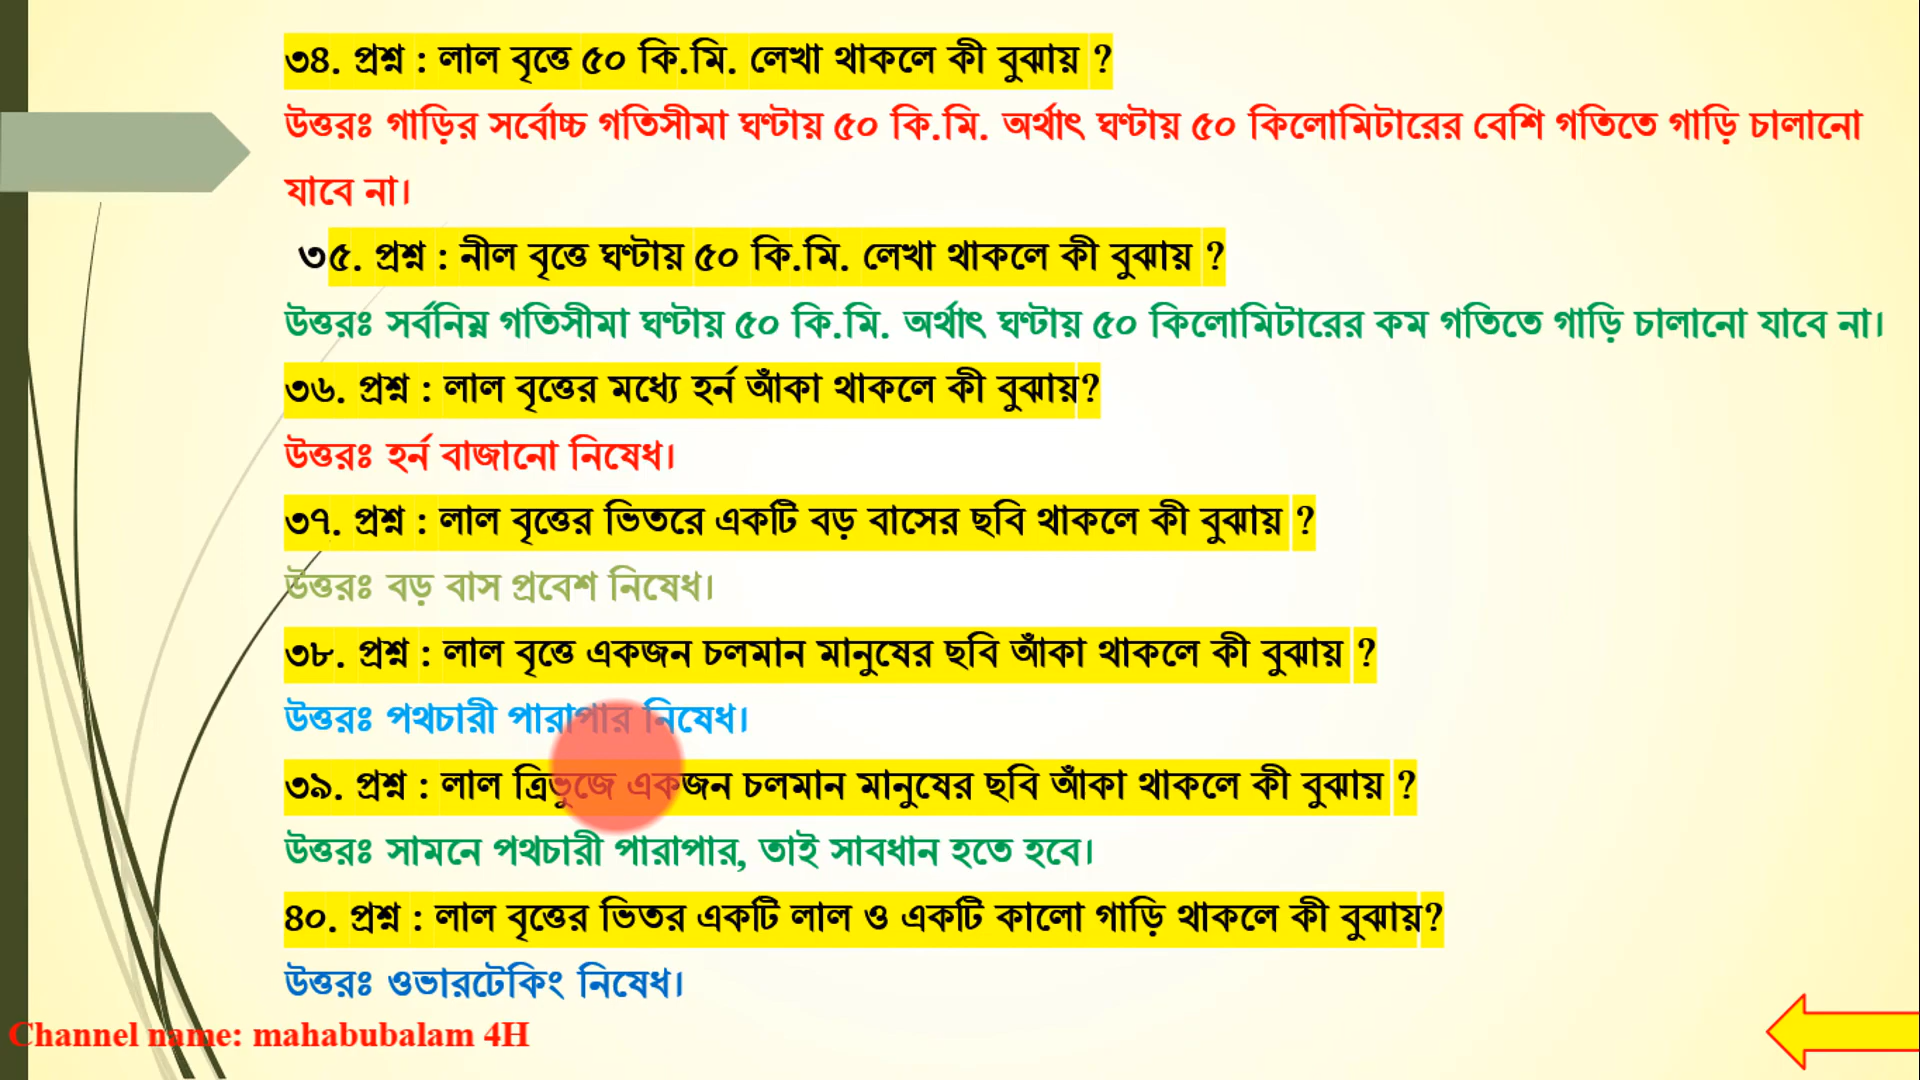 ৩৪. প্রশ্ন : লাল বৃত্তে ৫০ কি.মি. লেখা থাকলে কী বুঝায় ?
উত্তরঃ গাড়ির সর্বোচ্চ গতিসীমা ঘণ্টায় ৫০ কি.মি. অর্থাৎ ঘণ্টায় ৫০ কিলোমিটারের বেশি গতিতে গাড়ি চালানো
যাবে না।
৩৫. প্রশ্ন : নীল বৃত্তে ঘণ্টায় ৫০ কি.মি. লেখা থাকলে কী বুঝায় ?
উত্তরঃ সর্বনিম্ন গতিসীমা ঘণ্টায় ৫০ কি.মি. অর্থাৎ ঘণ্টায় ৫০ কিলোমিটারের কম গতিতে গাড়ি চালানো যাবে না।
৩৬. প্রশ্ন : লাল বৃত্তের মধ্যে হর্ন আঁকা থাকলে কী বুঝায়?
উত্তরঃ হর্ন বাজানো নিষেধ।
৩৭. প্রশ্ন : লাল বৃত্তের ভিতরে একটি বড় বাসের ছবি থাকলে কী বুঝায় ?
উত্তরঃ বড় বাস প্রবেশ নিষেধ।
৩৮. প্রশ্ন : লাল বৃত্তে একজন চলমান মানুষের ছবি আঁকা থাকলে কী বুঝায় ?
উত্তরঃ পথচারী পারাপার নিষেধ।
৩৯. প্রশ্ন : লাল ত্রিভুজে একজন চলমান মানুষের ছবি আঁকা থাকলে কী বুঝায় ?
উত্তরঃ সামনে পথচারী পারাপার, তাই সাবধান হতে হবে।
৪০. প্রশ্ন : লাল বৃত্তের ভিতর একটি লাল ও একটি কালো গাড়ি থাকলে কী বুঝায়?
উত্তরঃ ওভারটেকিং নিষেধ।
Channel name: mahabubalam 4H